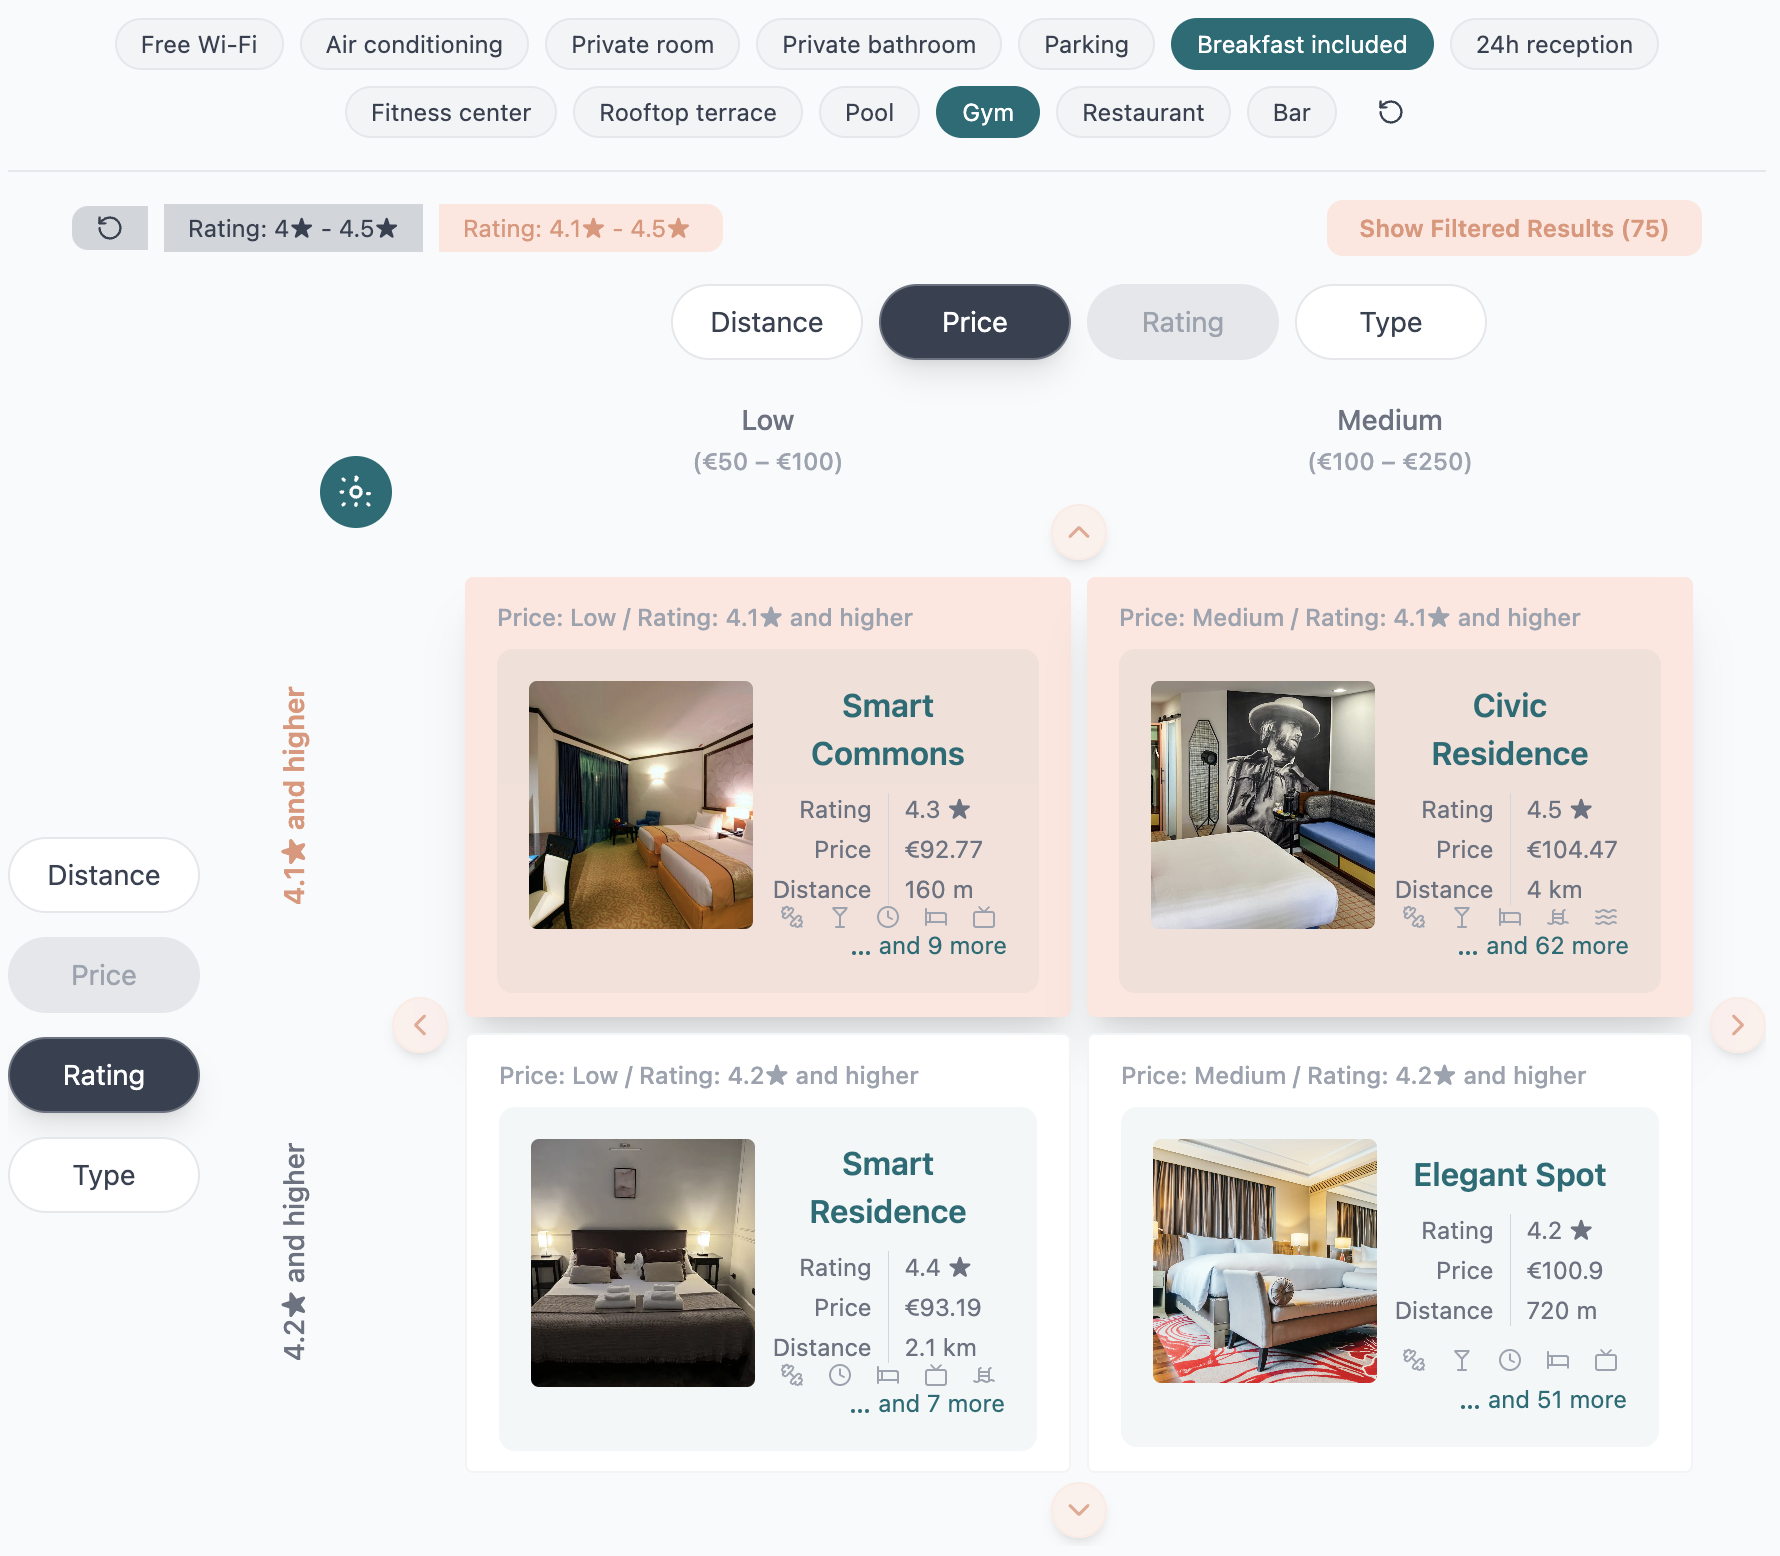 Free Wi-Fi
Air conditioning
Private room
Private bathroom
Parking
Breakfast included
24h reception
Fitness center
Rooftop terrace
Pool
Gym
Restaurant
Bar
Rating: 4★ - 4.5★
Rating: 4.1★ - 4.5★
Show Filtered Results (75)
Distance
Price
Rating
Type
Low
(€50 – €100)
Medium
(€100 – €250)
Distance
Price
Rating
Type
4.1★ and higher
4.2★ and higher
Price: Low / Rating: 4.1★ and higher
Smart
Commons
Rating 4.3 ★
Price €92.77
Distance 160 m
... and 9 more
Price: Medium / Rating: 4.1★ and higher
Civic
Residence
Rating 4.5 ★
Price €104.47
Distance 4 km
... and 62 more
Price: Low / Rating: 4.2★ and higher
Smart
Residence
Rating 4.4 ★
Price €93.19
Distance 2.1 km
... and 7 more
Price: Medium / Rating: 4.2★ and higher
Elegant Spot
Rating 4.2 ★
Price €100.9
Distance 720 m
... and 51 more